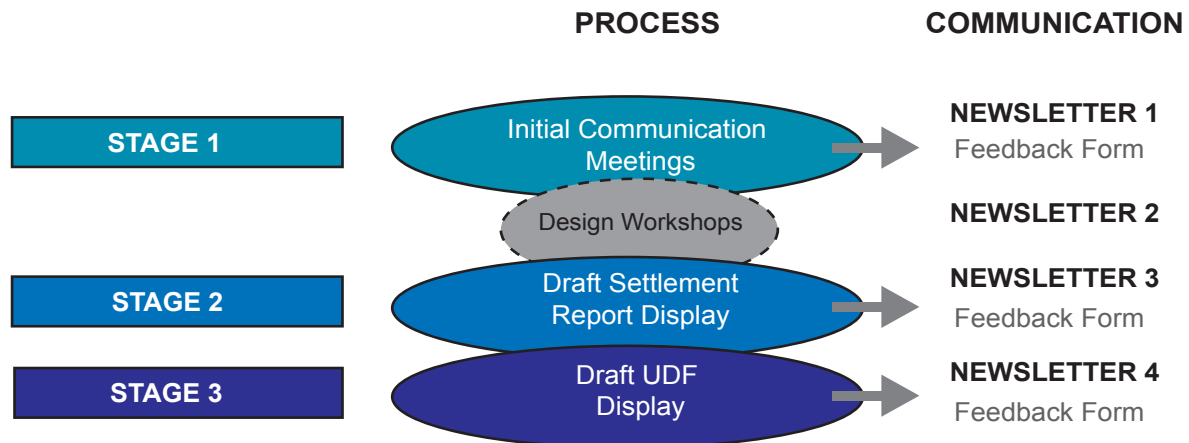 PROCESS
COMMUNICATION
STAGE 1
Initial Communication
Meetings
NEWSLETTER 1
Feedback Form
Design Workshops
NEWSLETTER 2
STAGE 2
Draft Settlement
Report Display
NEWSLETTER 3
Feedback Form
STAGE 3
Draft UDF
Display
NEWSLETTER 4
Feedback Form